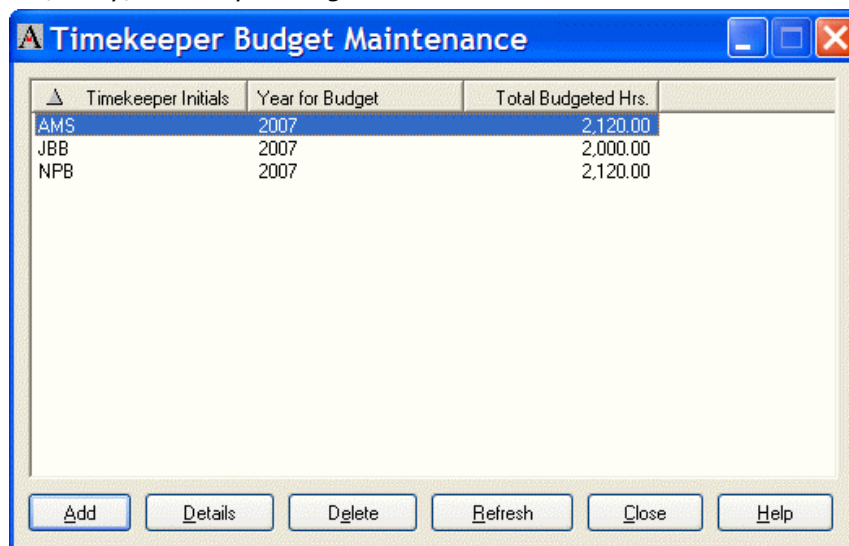 Timekeeper Budget Maintenance
Timekeeper Initials Year for Budget Total Budgeted Hrs.
AMS 2007 2,120.00
JBB 2007 2,000.00
NPB 2007 2,120.00
Add Details Delete Refresh Close Help